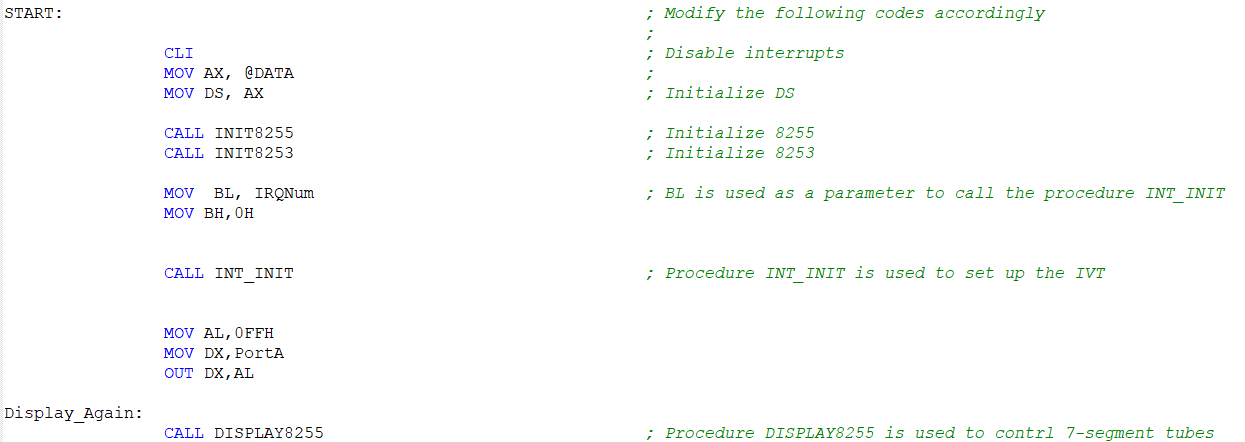 START: ; Modify the following codes accordingly
;
CLI ; Disable interrupts
MOV AX, @DATA ;
MOV DS, AX ; Initialize DS
CALL INIT8255 ; Initialize 8255
CALL INIT8253 ; Initialize 8253
MOV BL, IRQNum ; BL is used as a parameter to call the procedure INT_INIT
MOV BH,0H
CALL INT_INIT ; Procedure INT_INIT is used to set up the IVT
MOV AL,0FFH
MOV DX,PortA
OUT DX,AL
Display_Again:
CALL DISPLAY8255 ; Procedure DISPLAY8255 is used to contrl 7-segment tubes